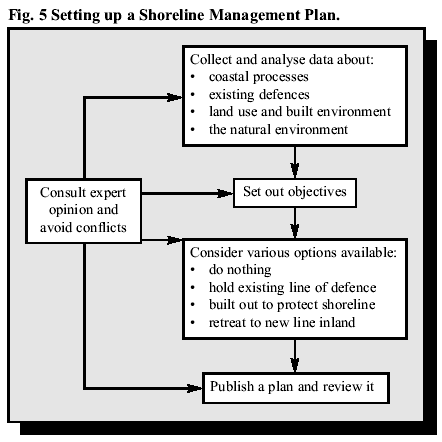 Fig. 5 Setting up a Shoreline Management Plan.
Collect and analyse data about:
• coastal processes
• existing defences
• land use and built environment
• the natural environment
Consult expert
opinion and
avoid conflicts
Set out objectives
Consider various options available:
• do nothing
• hold existing line of defence
• built out to protect shoreline
• retreat to new line inland
Publish a plan and review it